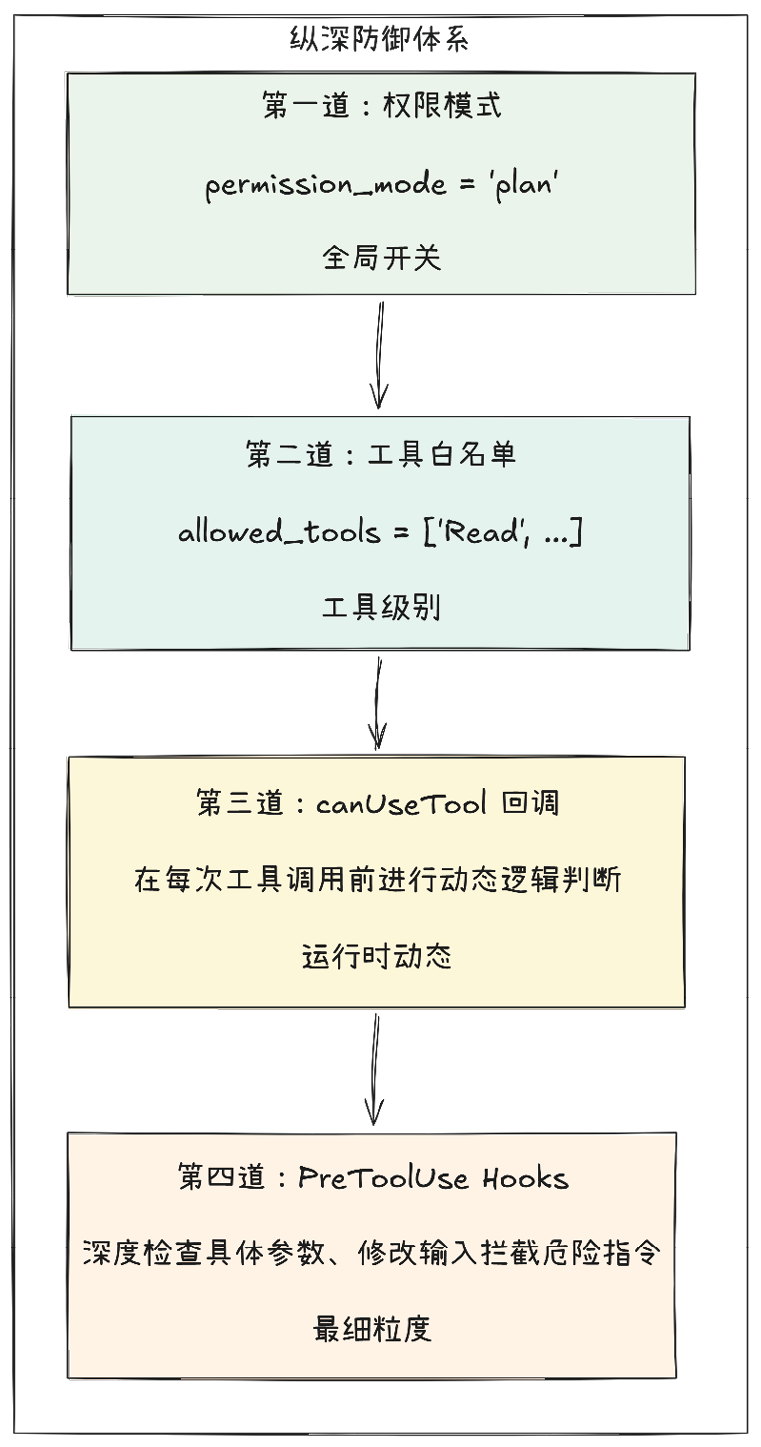 纵深防御体系
第一道：权限模式
permission_mode = 'plan'
全局开关
第二道：工具白名单
allowed_tools = ['Read', ...]
工具级别
第三道：canUseTool 回调
在每次工具调用前进行动态逻辑判断
运行时动态
第四道：PreToolUse Hooks
深度检查具体参数、修改输入拦截危险指令
最细粒度